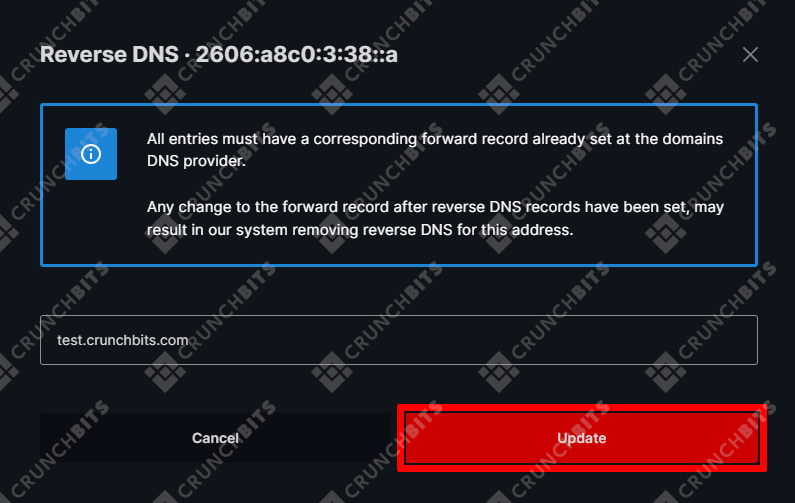 Reverse DNS · 2606:a8c0:3:38::a
All entries must have a corresponding forward record already set at the domains
DNS provider.
Any change to the forward record after reverse DNS records have been set, may
result in our system removing reverse DNS for this address.
test.crunchbits.com
Cancel
Update
CRUNCHBITS